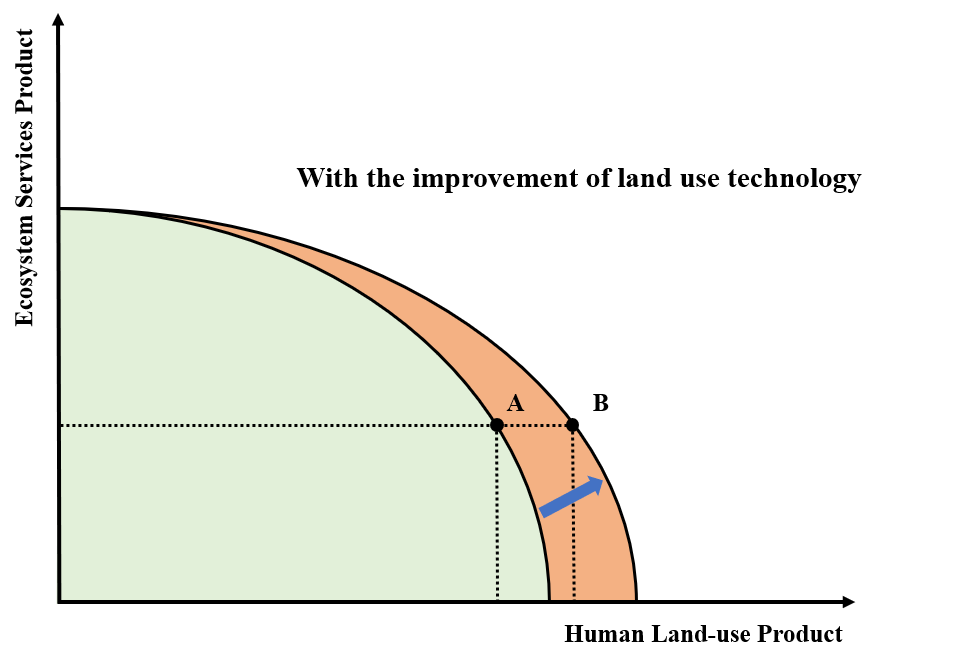 Ecosystem Services Product
With the improvement of land use technology
A
B
Human Land-use Product